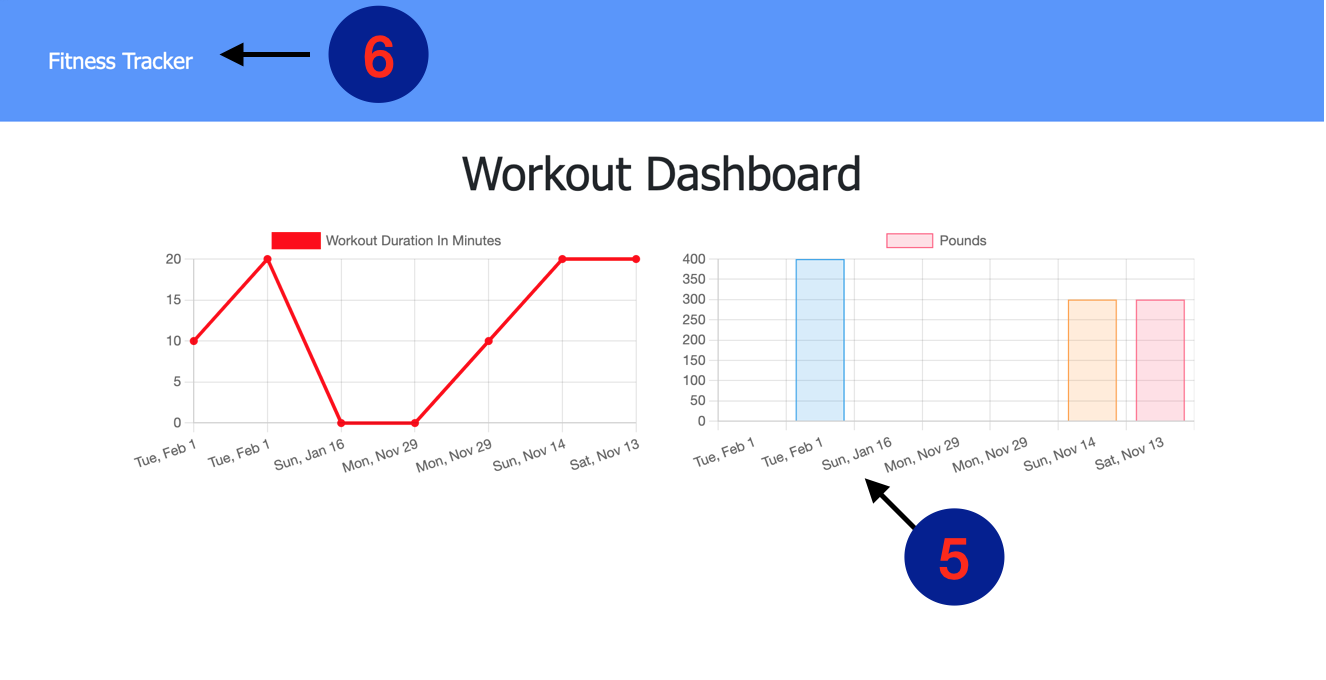 Fitness Tracker
6
Workout Dashboard
Workout Duration In Minutes
20
15
10
5
0
Tue, Feb 1
Tue, Feb 1
Sun, Jan 16
Mon, Nov 29
Mon, Nov 29
Sun, Nov 14
Sat, Nov 13
Pounds
400
350
300
250
200
150
100
50
0
Tue, Feb 1
Tue, Feb 1
Sun, Jan 16
Mon, Nov 29
Mon, Nov 29
Sun, Nov 14
Sat, Nov 13
5